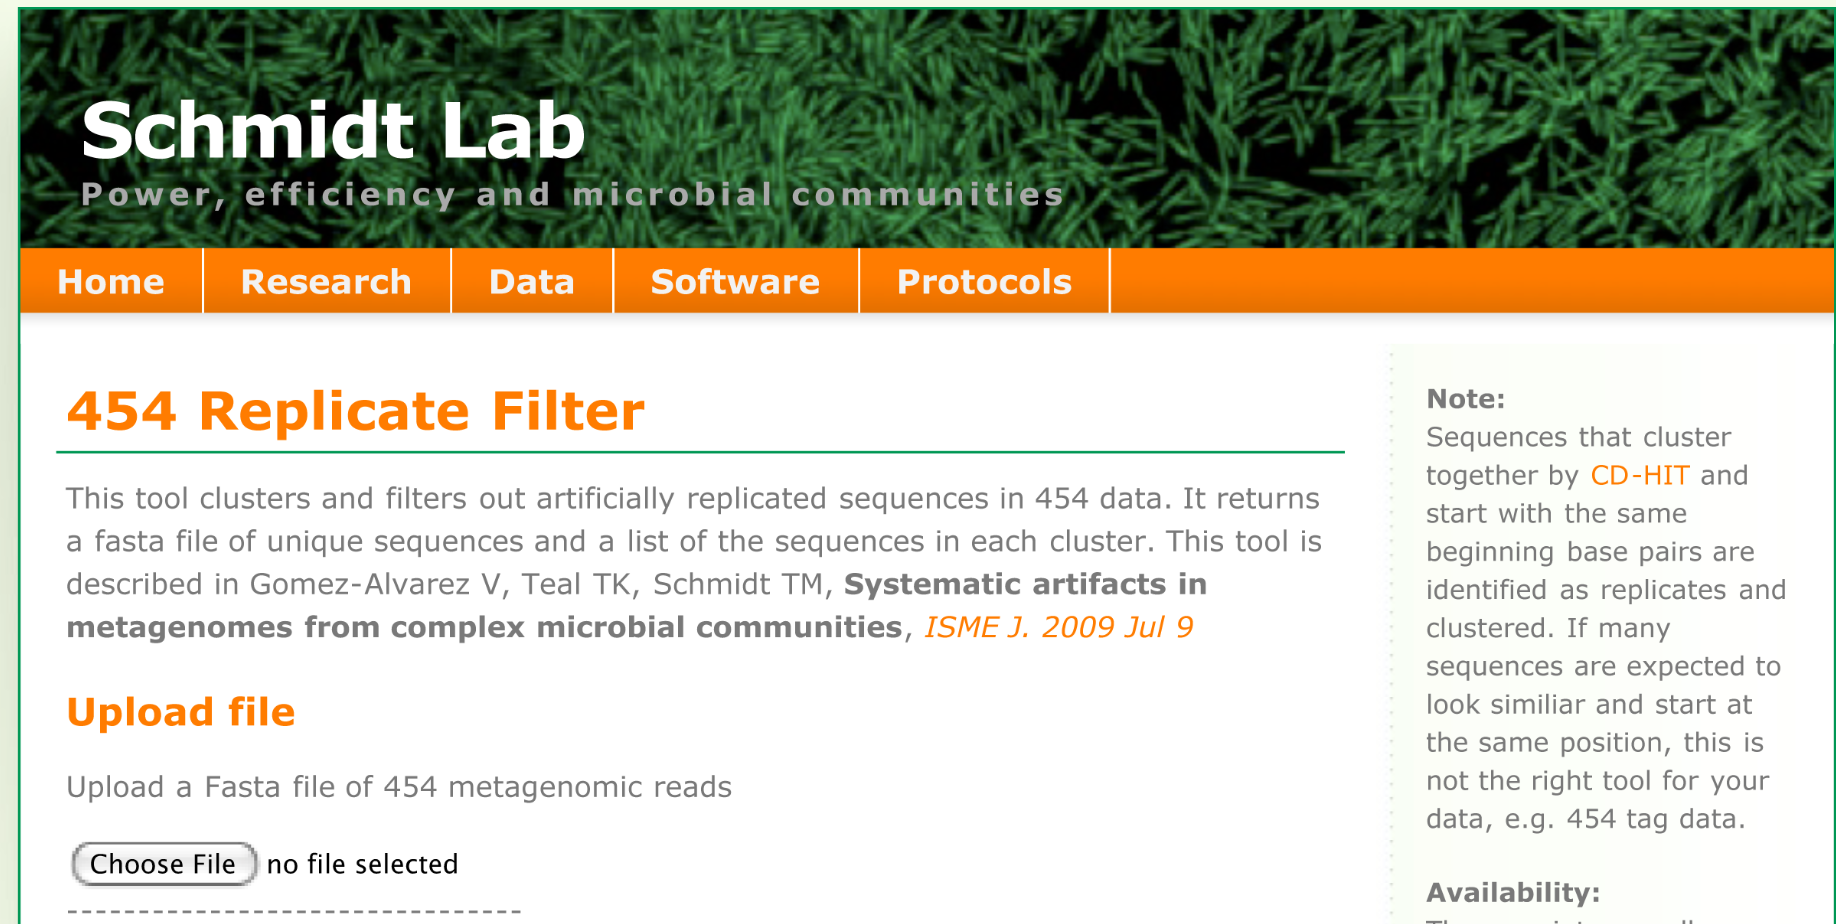 Schmidt Lab
Power, efficiency and microbial communities
Home
Research
Data
Software
Protocols
454 Replicate Filter
This tool clusters and filters out artificially replicated sequences in 454 data. It returns
a fasta file of unique sequences and a list of the sequences in each cluster. This tool is
described in Gomez-Alvarez V, Teal TK, Schmidt TM, Systematic artifacts in
metagenomes from complex microbial communities, ISME J. 2009 Jul 9
Upload file
Upload a Fasta file of 454 metagenomic reads
Choose File no file selected
--------------------------------
Note:
Sequences that cluster
together by CD-HIT and
start with the same
beginning base pairs are
identified as replicates and
clustered. If many
sequences are expected to
look similiar and start at
the same position, this is
not the right tool for your
data, e.g. 454 tag data.
Availability: